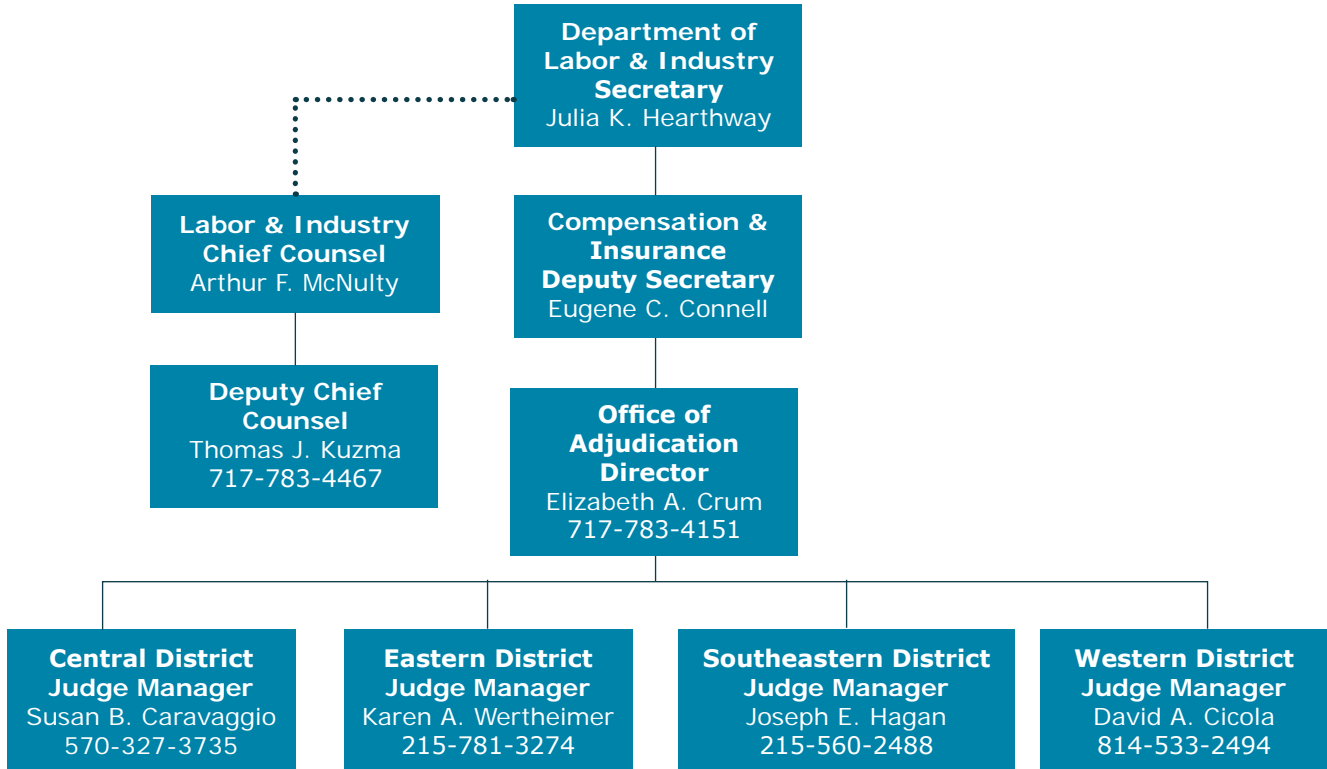 Department of
Labor & Industry
Secretary
Julia K. Hearthway
Labor & Industry
Chief Counsel
Arthur F. McNulty
Compensation &
Insurance
Deputy Secretary
Eugene C. Connell
Deputy Chief
Counsel
Thomas J. Kuzma
717-783-4467
Office of
Adjudication
Director
Elizabeth A. Crum
717-783-4151
Central District
Judge Manager
Susan B. Caravaggio
570-327-3735
Eastern District
Judge Manager
Karen A. Wertheimer
215-781-3274
Southeastern District
Judge Manager
Joseph E. Hagan
215-560-2488
Western District
Judge Manager
David A. Cicola
814-533-2494